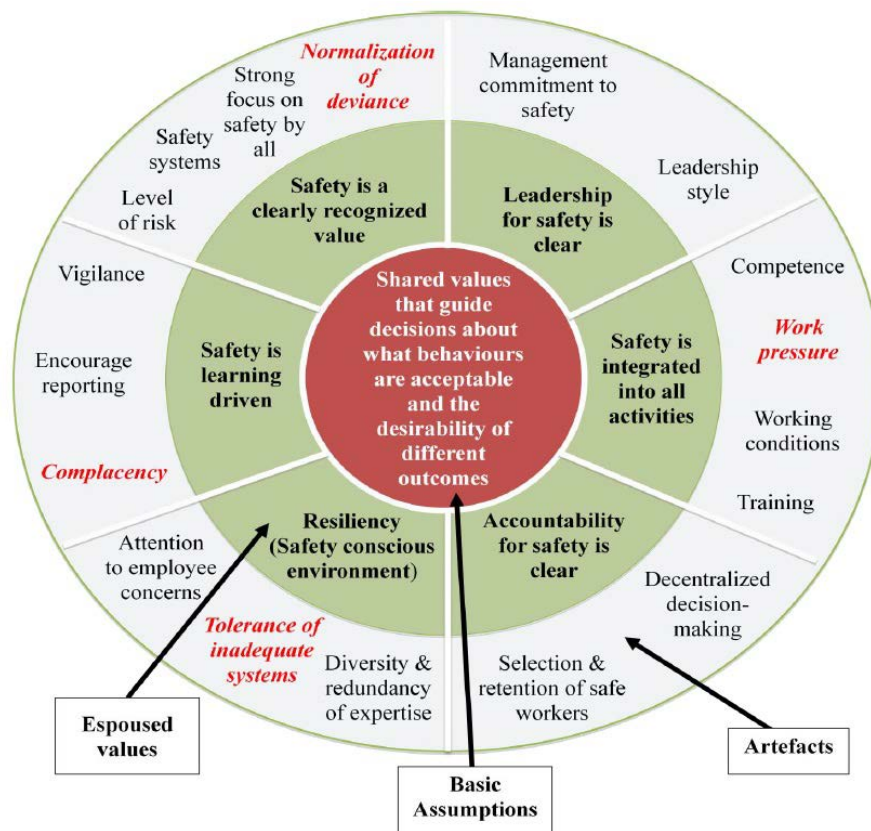 Normalization
of
deviance
Strong
focus on
safety by
all
Safety
systems
Level
of risk
Management
commitment to
safety
Leadership
style
Safety is a
clearly recognized
value
Leadership
for safety is
clear
Vigilance
Encourage
reporting
Complacency
Safety is
learning
driven
Shared values
that guide
decisions about
what behaviours
are acceptable
and the
desirability of
different
outcomes
Safety is
integrated
into all
activities
Competence
Work
pressure
Working
conditions
Training
Resiliency
(Safety conscious
environment)
Accountability
for safety is
clear
Attention
to employee
concerns
Tolerance of
inadequate
systems
Diversity &
redundancy
of expertise
Selection &
retention of safe
workers
Decentralized
decision-
making
Espoused
values
Basic
Assumptions
Artefacts